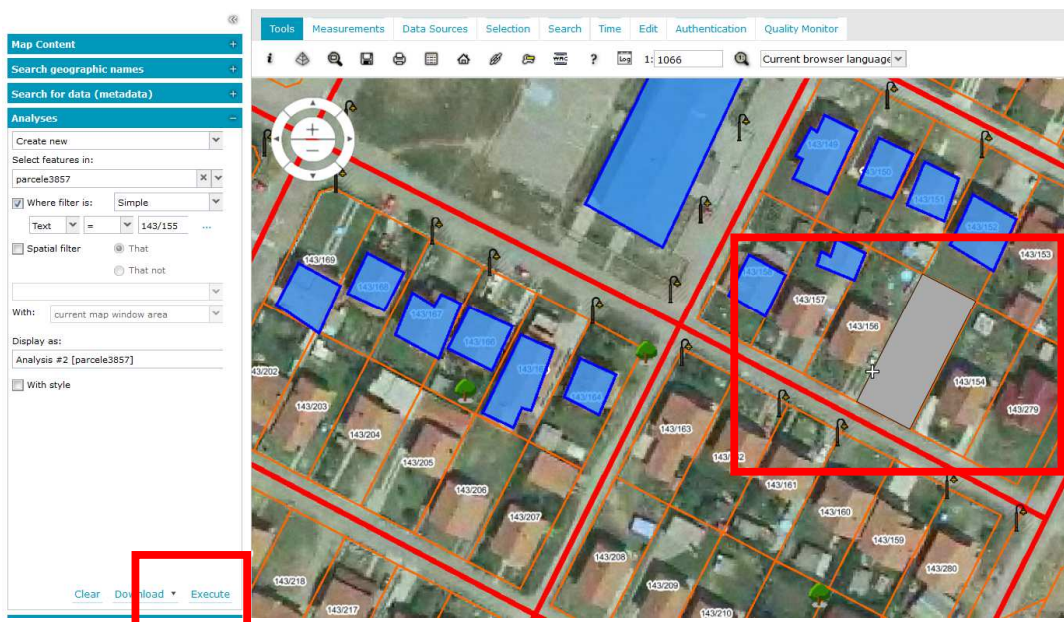 Tools Measurements Data Sources Selection Search Time Edit Authentication Quality Monitor
i WMC ? Log 1: 1066 Current browser language
Map Content
Search geographic names
Search for data (metadata)
Analyses
Create new
Select features in:
parcele3857
Where filter is: Simple
Text = 143/155 ...
Spatial filter That
That not
With: current map window area
Display as:
Analysis #2 [parcele3857]
With style
Clear Download Execute
143/149
143/150
143/151
143/152
143/153
143/158
143/157
143/156
143/154
143/279
143/169
143/168
143/167
143/166
143/164
43/202
143/203
143/204
143/205
143/206
143/207
143/163
143/161
143/160
143/159
143/280
143/208
143/209
143/210
143/218
143/217